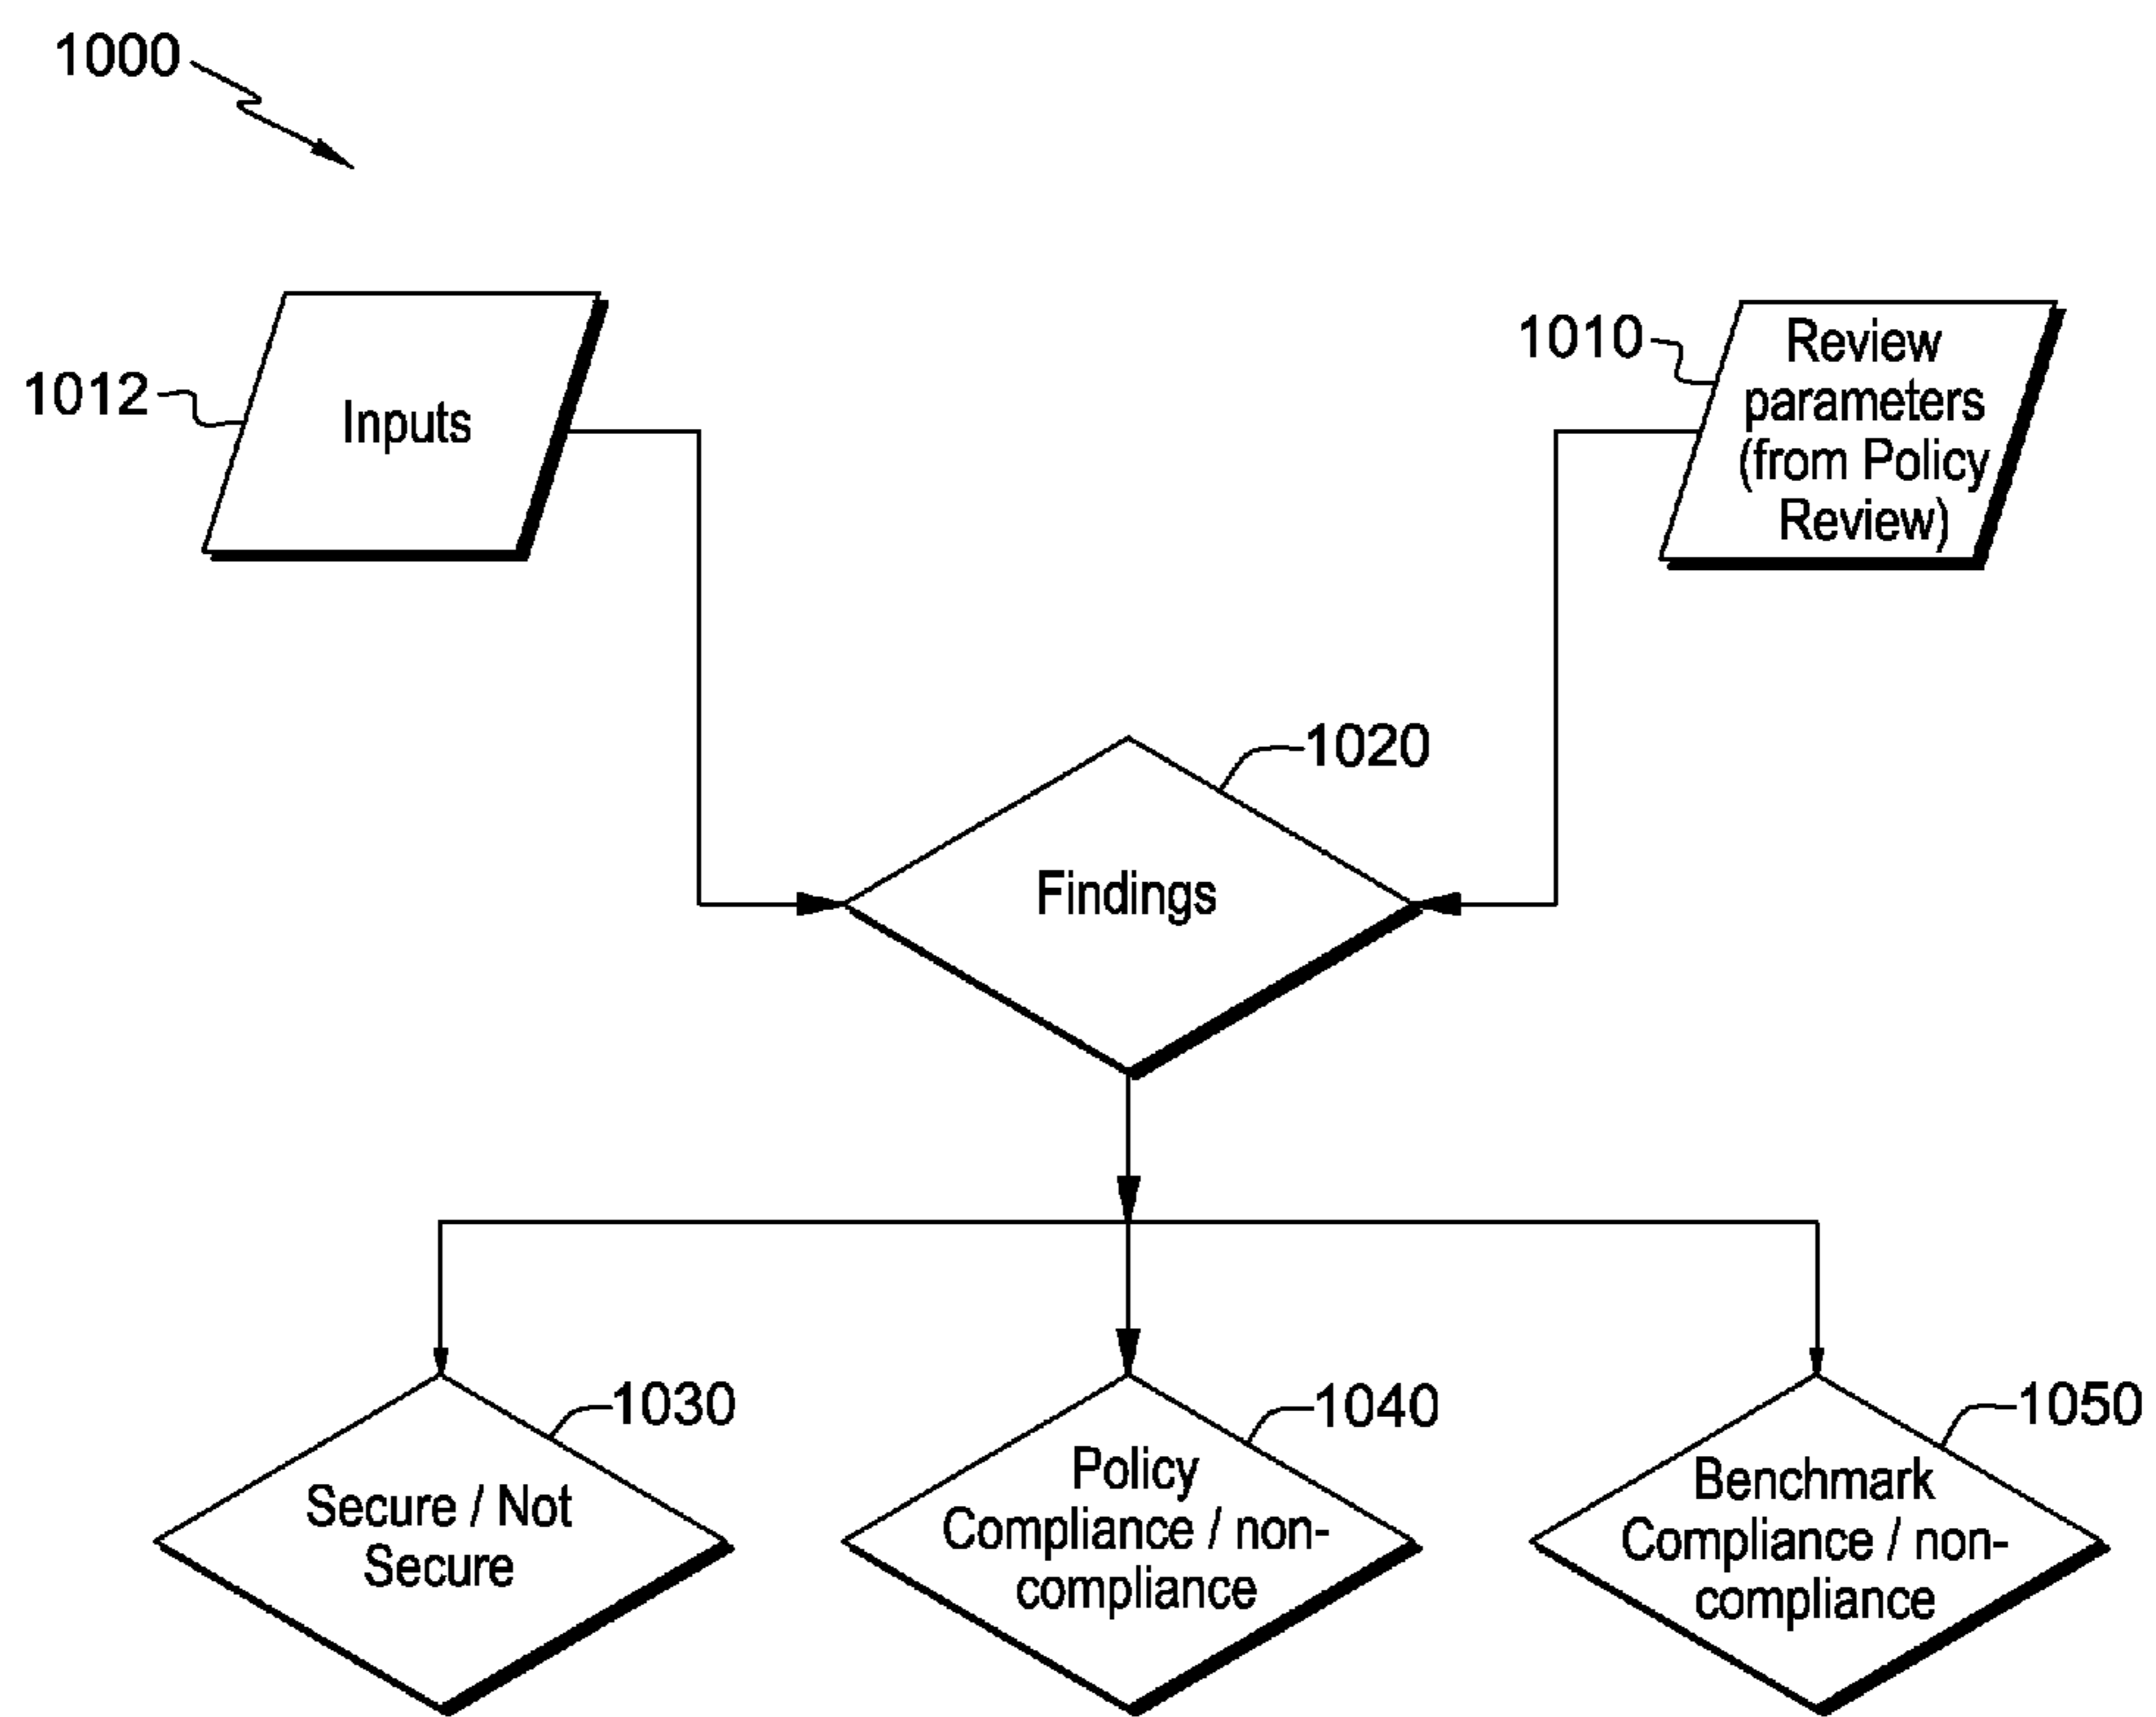 1000
1012
Inputs
1010
Review
parameters
(from Policy
Review)
1020
Findings
1030
Secure / Not
Secure
1040
Policy
Compliance / non-
compliance
1050
Benchmark
Compliance / non-
compliance